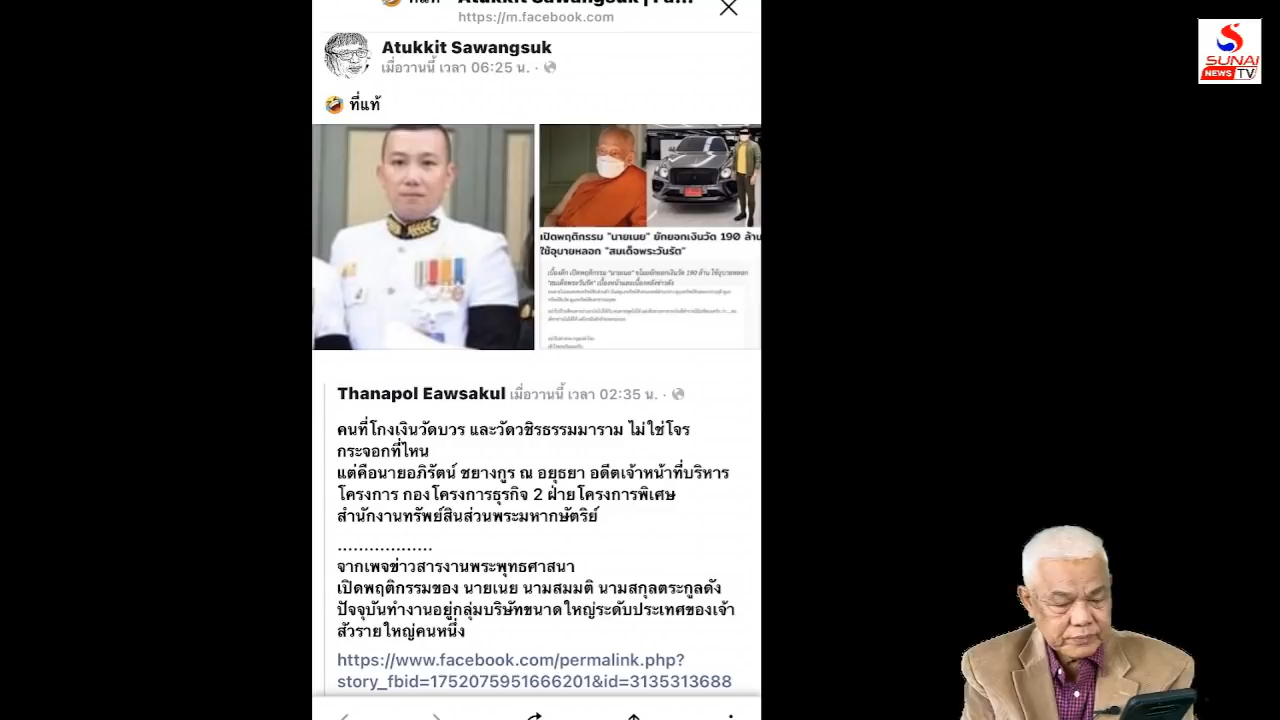 https://m.facebook.com
SUNAI
NEWS TV
Atukkit Sawangsuk
เมื่อวานนี้ เวลา 06:25 น. ·
🤣 ที่แท้
เปิดพฤติกรรม "นายเนย" ยักยอกเงินวัด 190 ล้าน
ใช้อุบายหลอก "สมเด็จพระวันรัต"
Thanapol Eawsakul เมื่อวานนี้ เวลา 02:35 น. ·
คนที่โกงเงินวัดบวร และวัดวชิรธรรมมาราม ไม่ใช่โจร
กระจอกที่ไหน
แต่คือนายอภิรัตน์ ชยางกูร ณ อยุธยา อดีตเจ้าหน้าที่บริหาร
โครงการ กองโครงการธุรกิจ 2 ฝ่ายโครงการพิเศษ
สำนักงานทรัพย์สินส่วนพระมหากษัตริย์
..................
จากเพจข่าวสารงานพระพุทธศาสนา
เปิดพฤติกรรมของ นายเนย นามสมมติ นามสกุลตระกูลดัง
ปัจจุบันทำงานอยู่กลุ่มบริษัทขนาดใหญ่ระดับประเทศของเจ้า
สัวรายใหญ่คนหนึ่ง
https://www.facebook.com/permalink.php?
story_fbid=1752075951666201&id=3135313688